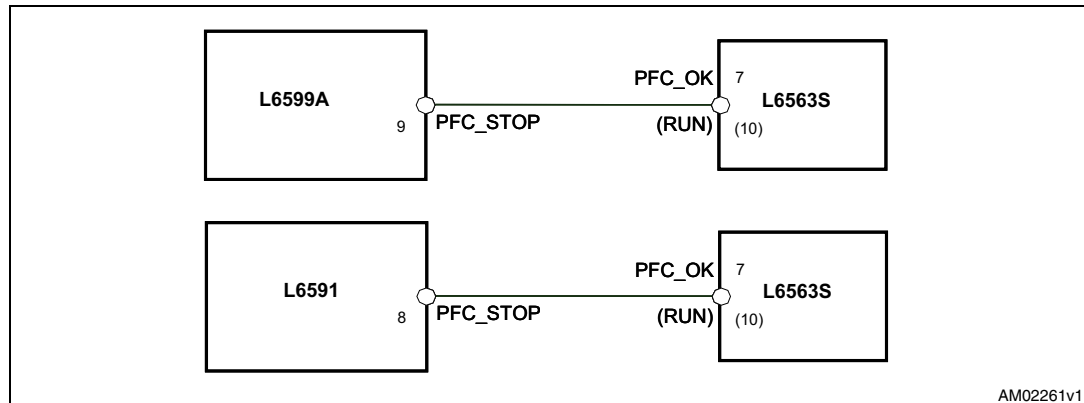 PFC_OK 7
L6599A L6563S
9 PFC_STOP (RUN) (10)
PFC_OK 7
L6591 L6563S
8 PFC_STOP (RUN) (10)
AM02261v1